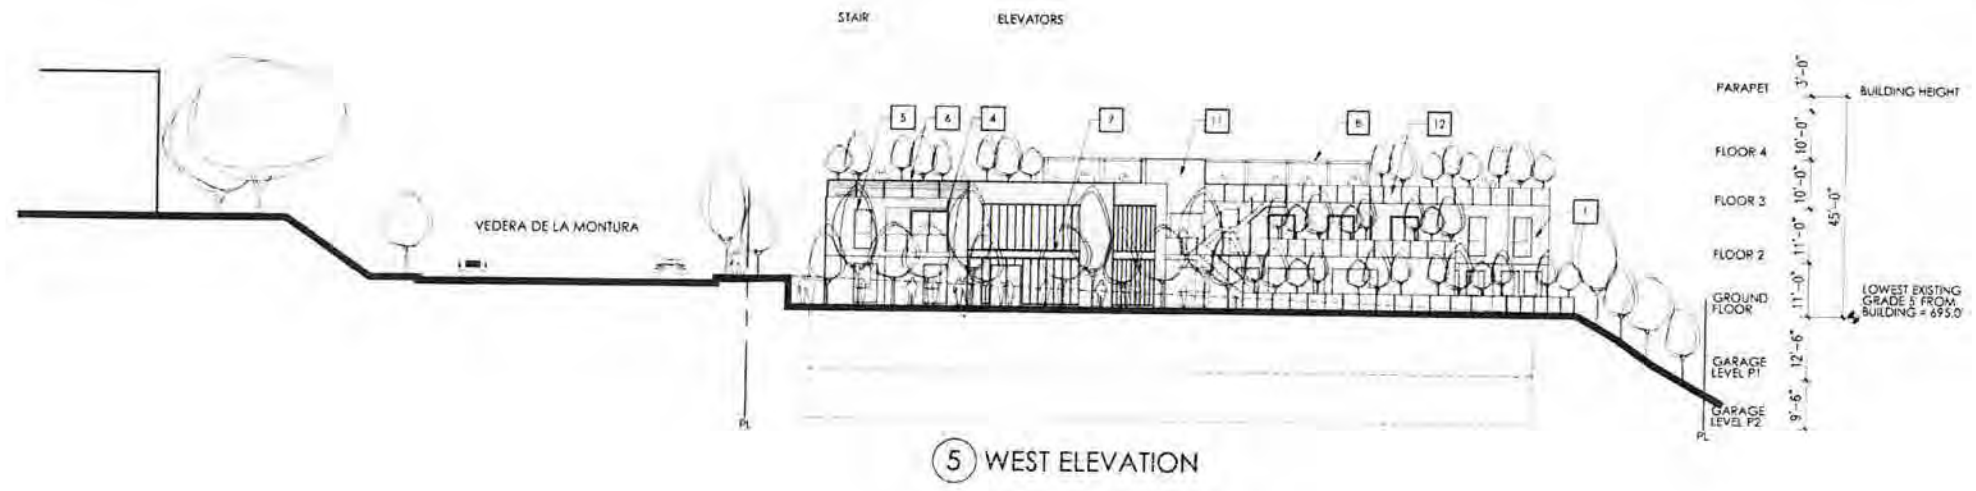 STAIR
ELEVATORS
PARAPET
3'-0"
BUILDING HEIGHT
5
6
4
7
11
8
12
10'-0"
FLOOR 4
10'-0"
FLOOR 3
45'-0"
1
VEDERA DE LA MONTURA
11'-0"
FLOOR 2
11'-0"
GROUND
FLOOR
LOWEST EXISTING
GRADE 5' FROM
BUILDING = 695.0'
12'-6"
GARAGE
LEVEL P1
9'-6"
GARAGE
LEVEL P2
PL
PL
5 WEST ELEVATION